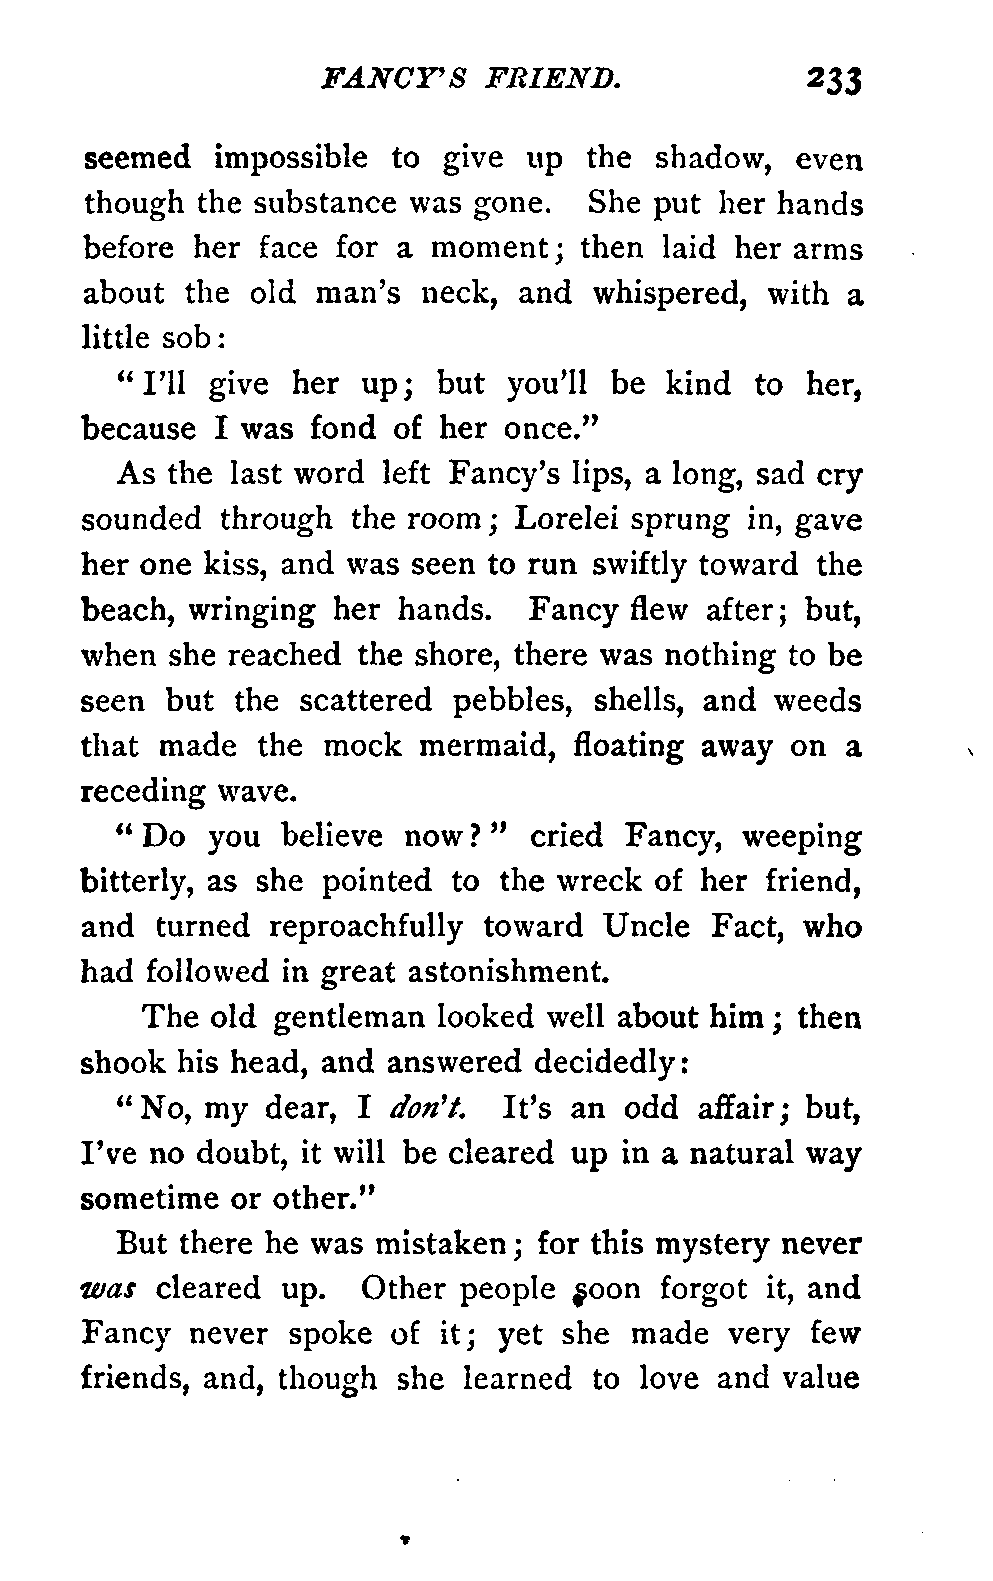 FANCY'S FRIEND. 233
seemed impossible to give up the shadow, even
though the substance was gone. She put her hands
before her face for a moment; then laid her arms
about the old man's neck, and whispered, with a
little sob:
"I'll give her up; but you'll be kind to her,
because I was fond of her once."
As the last word left Fancy's lips, a long, sad cry
sounded through the room; Lorelei sprung in, gave
her one kiss, and was seen to run swiftly toward the
beach, wringing her hands. Fancy flew after; but,
when she reached the shore, there was nothing to be
seen but the scattered pebbles, shells, and weeds
that made the mock mermaid, floating away on a
receding wave.
"Do you believe now?" cried Fancy, weeping
bitterly, as she pointed to the wreck of her friend,
and turned reproachfully toward Uncle Fact, who
had followed in great astonishment.
The old gentleman looked well about him; then
shook his head, and answered decidedly:
"No, my dear, I don't. It's an odd affair; but,
I've no doubt, it will be cleared up in a natural way
sometime or other."
But there he was mistaken; for this mystery never
was cleared up. Other people soon forgot it, and
Fancy never spoke of it; yet she made very few
friends, and, though she learned to love and value